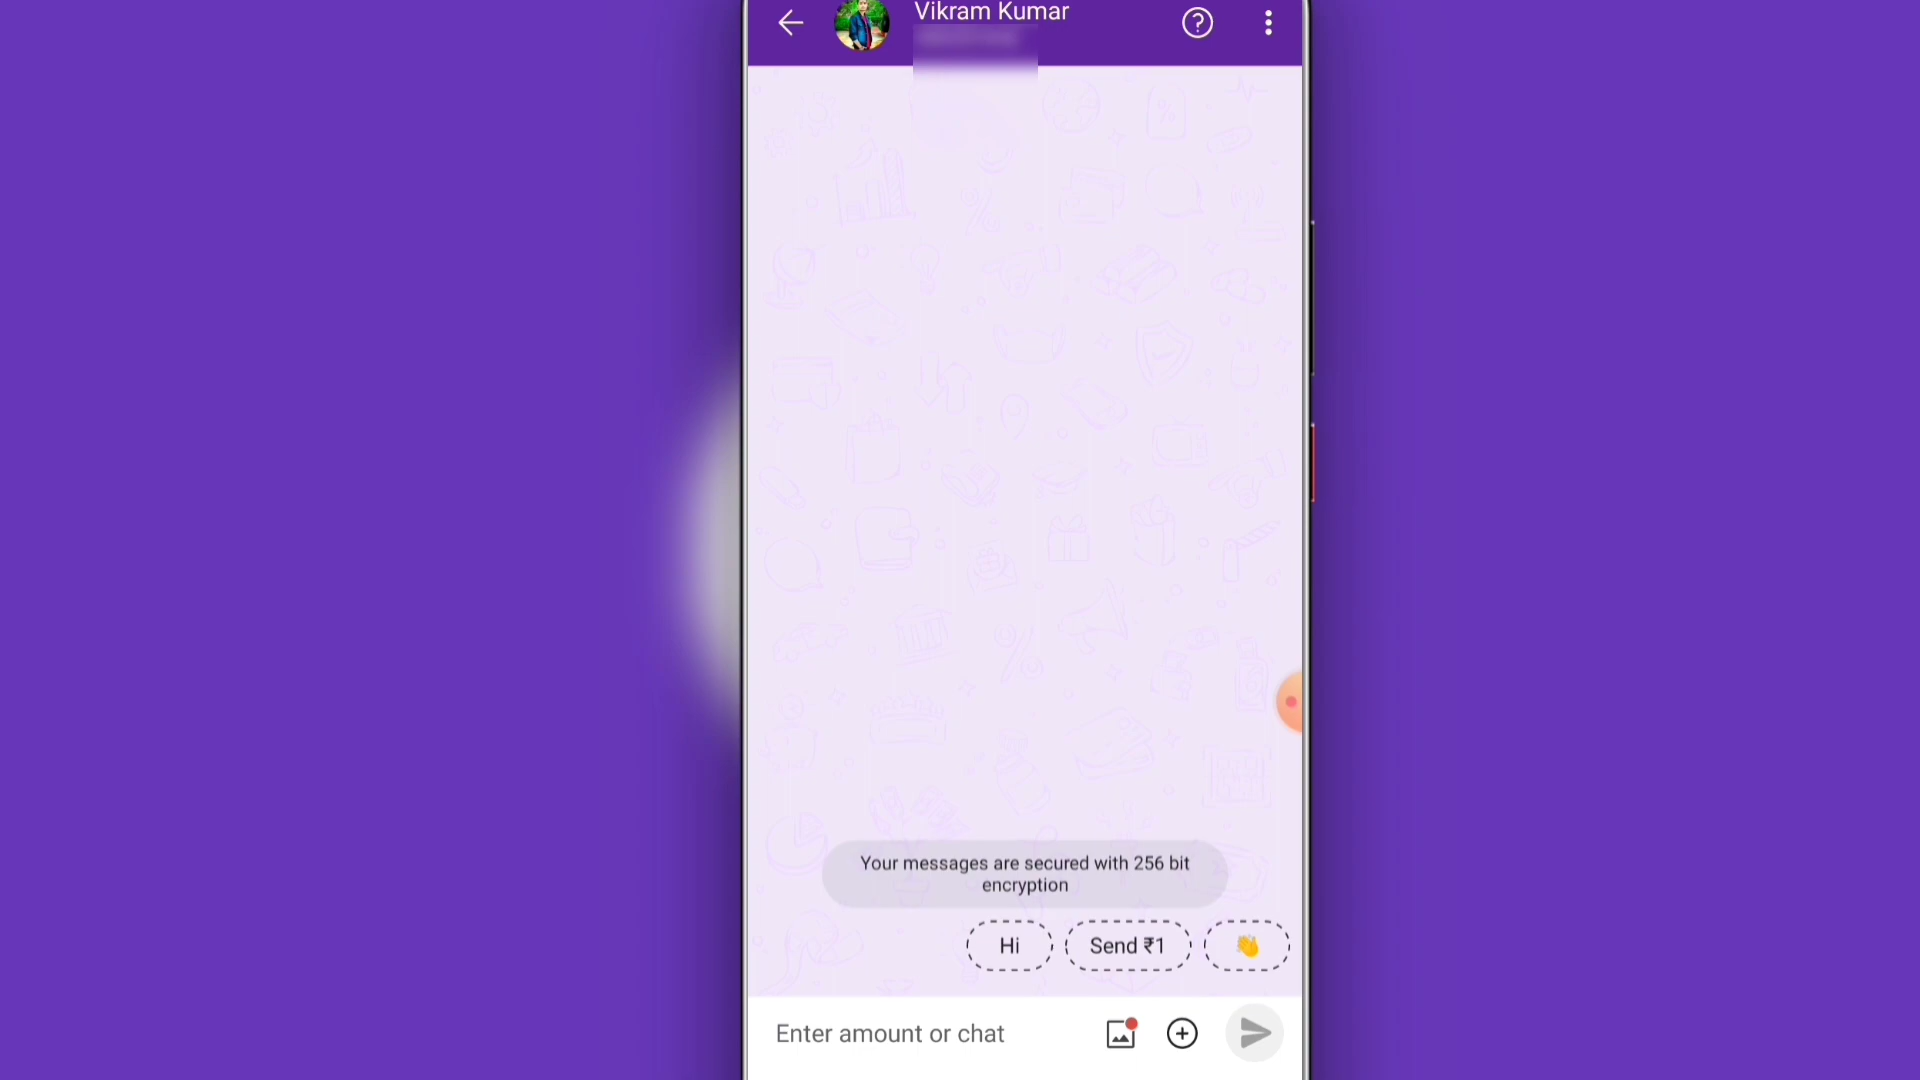 Vikram Kumar
Your messages are secured with 256 bit
encryption
Hi
Send ₹1
Enter amount or chat